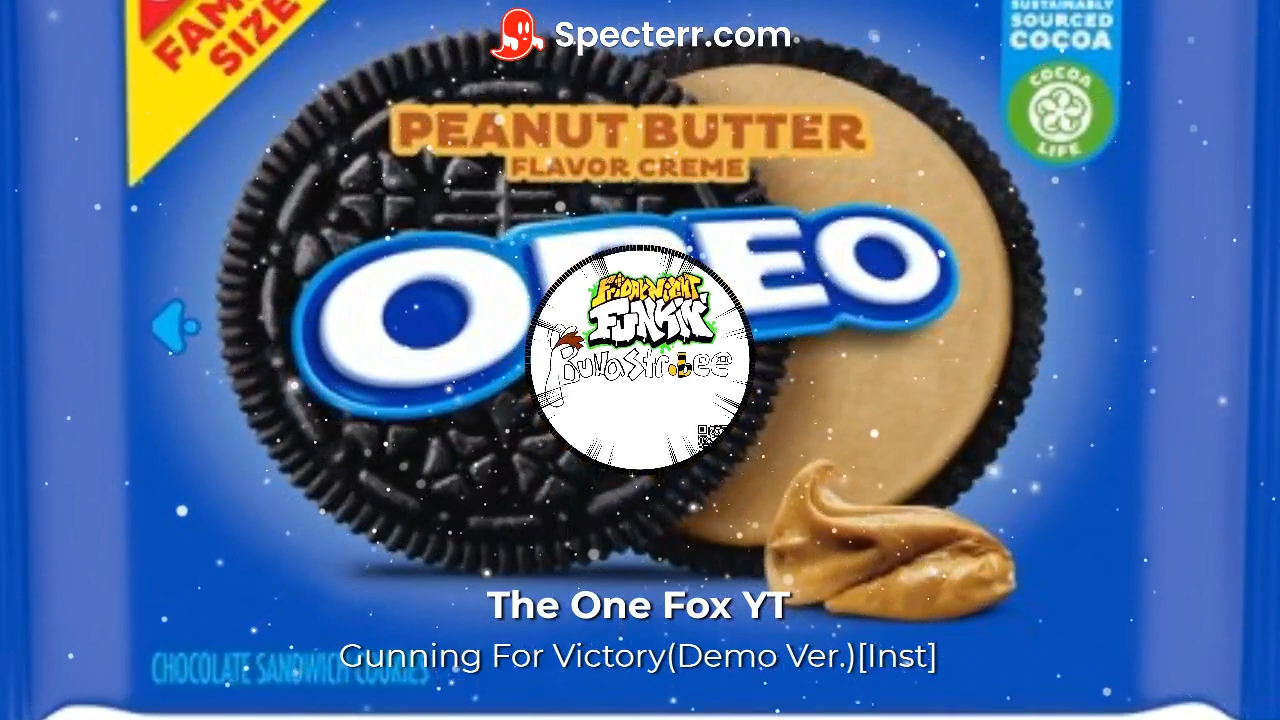 FAMILY
SIZE
Specterr.com
SUSTAINABLY
SOURCED
COCOA
COCOA
LIFE
PEANUT BUTTER
FLAVOR CREME
OREO
FRIDAY NIGHT
FUNKIN'
The One Fox YT
Gunning For Victory(Demo Ver.)[Inst]
CHOCOLATE SANDWICH COOKIES